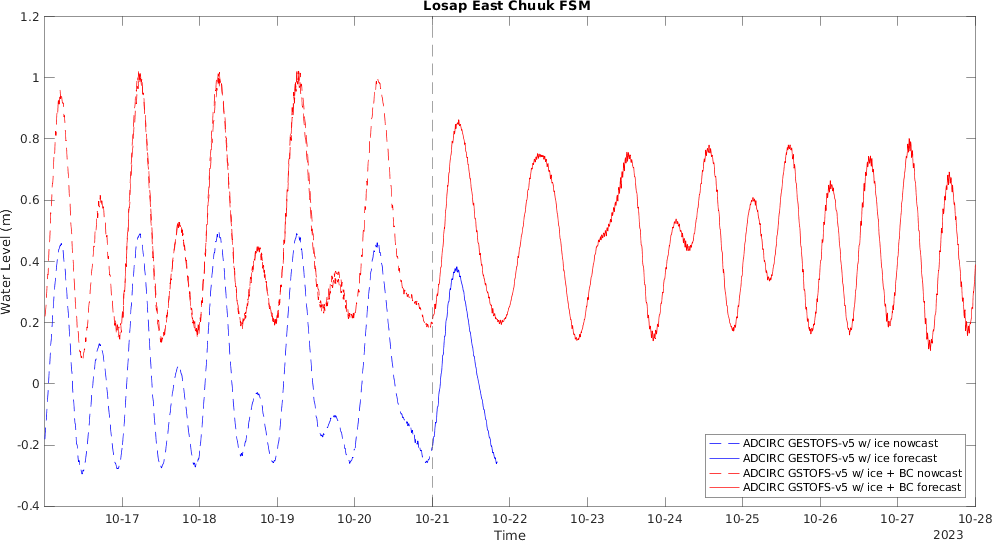 Losap East Chuuk FSM
Water Level (m)
1.2
1
0.8
0.6
0.4
0.2
0
-0.2
-0.4
10-17 10-18 10-19 10-20 10-21 10-22 10-23 10-24 10-25 10-26 10-27 10-28
Time
2023
ADCIRC GESTOFS-v5 w/ ice nowcast
ADCIRC GESTOFS-v5 w/ ice forecast
ADCIRC GSTOFS-v5 w/ ice + BC nowcast
ADCIRC GSTOFS-v5 w/ ice + BC forecast